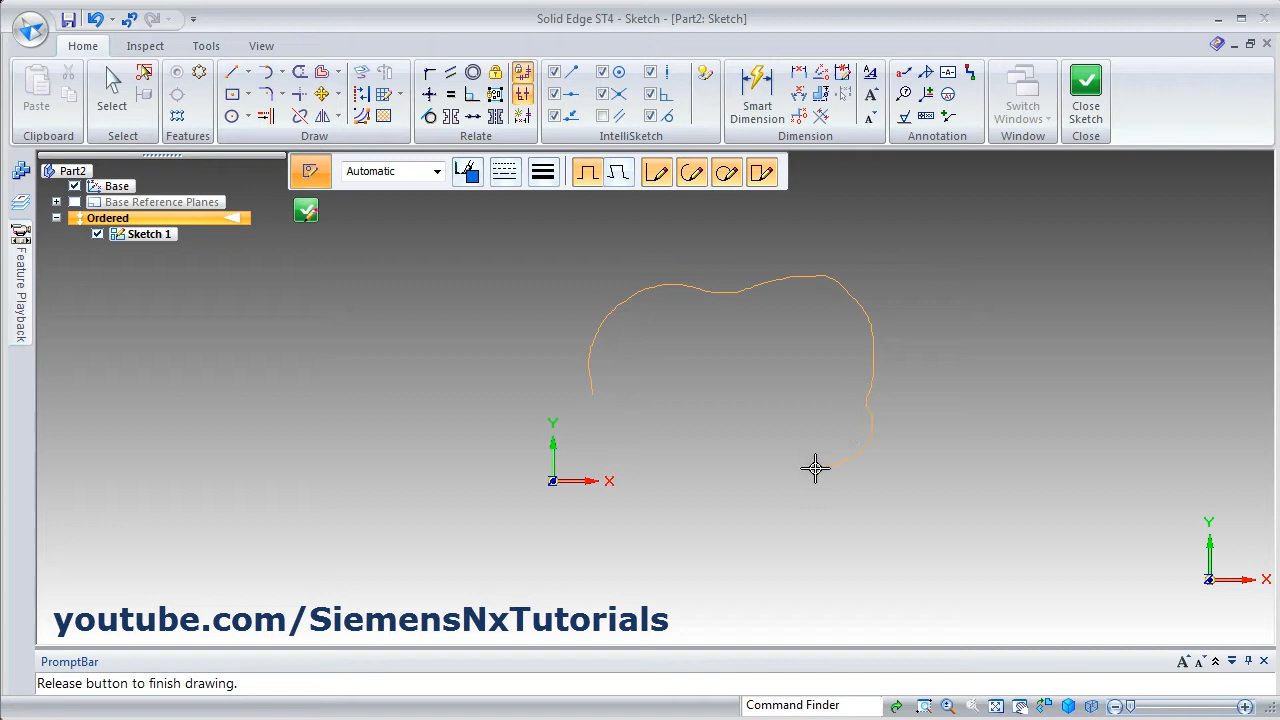 Solid Edge ST4 - Sketch - [Part2: Sketch]
Home Inspect Tools View
Paste
Select
Smart Dimension
Switch Windows
Close Sketch
Clipboard Select Features Draw Relate IntelliSketch Dimension Annotation Window Close
Part2
Automatic
Base
Base Reference Planes
Ordered
Sketch 1
Feature Playback
Y
X
Y
X
youtube.com/SiemensNxTutorials
PromptBar
Release button to finish drawing.
Command Finder